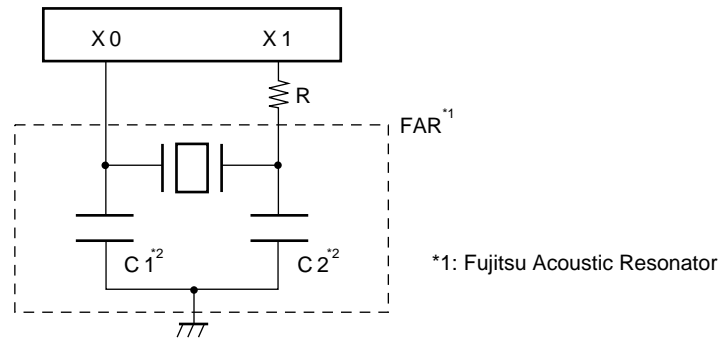 X0 X1
R
FAR*1
C1*2 C2*2
*1: Fujitsu Acoustic Resonator